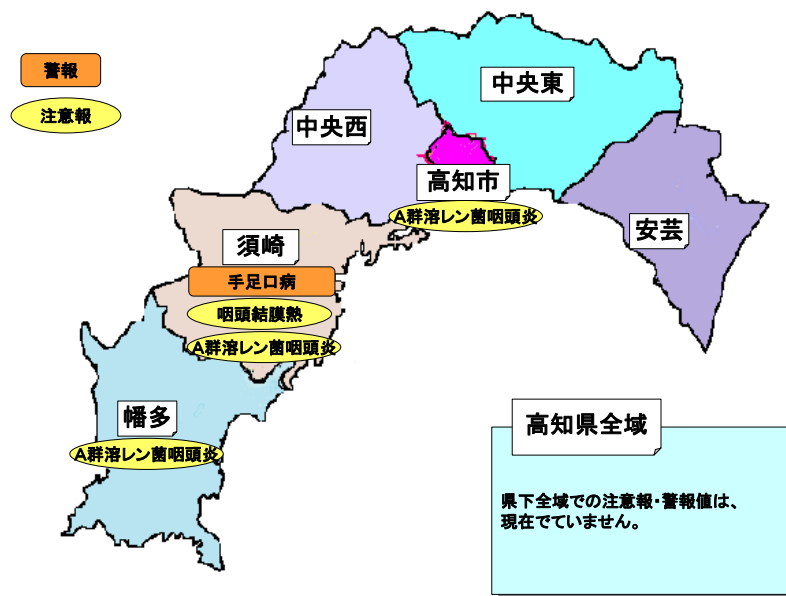 警報
注意報
中央東
中央西
高知市
A群溶レン菌咽頭炎
安芸
須崎
手足口病
咽頭結膜熱
A群溶レン菌咽頭炎
幡多
A群溶レン菌咽頭炎
高知県全域
県下全域での注意報・警報値は、
現在でていません。